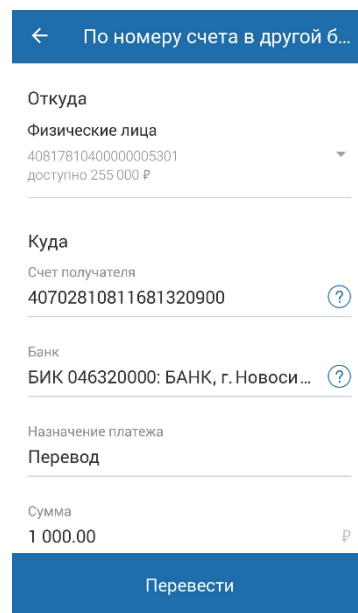 По номеру счета в другой б...
Откуда
Физические лица
40817810400000005301
доступно 255 000 ₽
Куда
Счет получателя
40702810811681320900
?
Банк
БИК 046320000: БАНК, г. Новоси...
?
Назначение платежа
Перевод
Сумма
1 000.00 ₽
Перевести